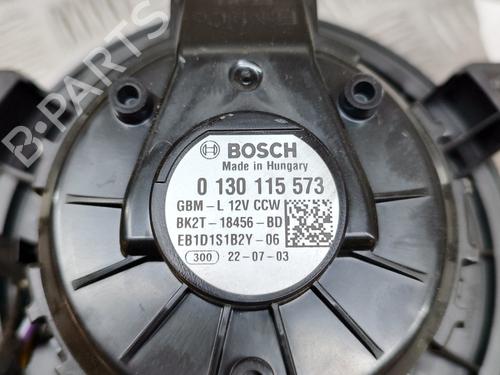 B-PARTS
BOSCH
Made in Hungary
0 130 115 573
GBM-L 12V CCW
BK2T-18456-BD
EB1D1S1B2Y-06
300 22-07-03